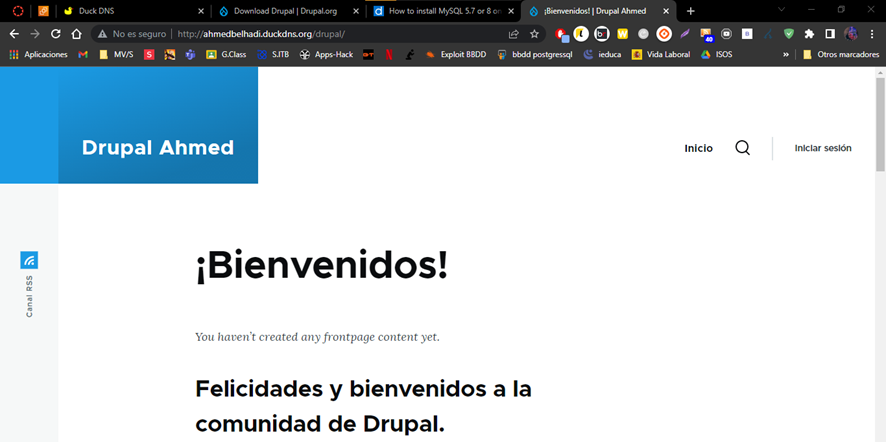 Duck DNS
Download Drupal | Drupal.org
How to install MySQL 5.7 or 8 on
¡Bienvenidos! | Drupal Ahmed
No es seguro | http://ahmedbelhadi.duckdns.org/drupal/
40
Aplicaciones
MV/S
G.Class
SJTB
Apps-Hack
Exploit BBDD
bbdd postgressql
ieduca
Vida Laboral
ISOS
»
Otros marcadores
Drupal Ahmed
Inicio
Iniciar sesión
Canal RSS
¡Bienvenidos!
You haven't created any frontpage content yet.
Felicidades y bienvenidos a la
comunidad de Drupal.